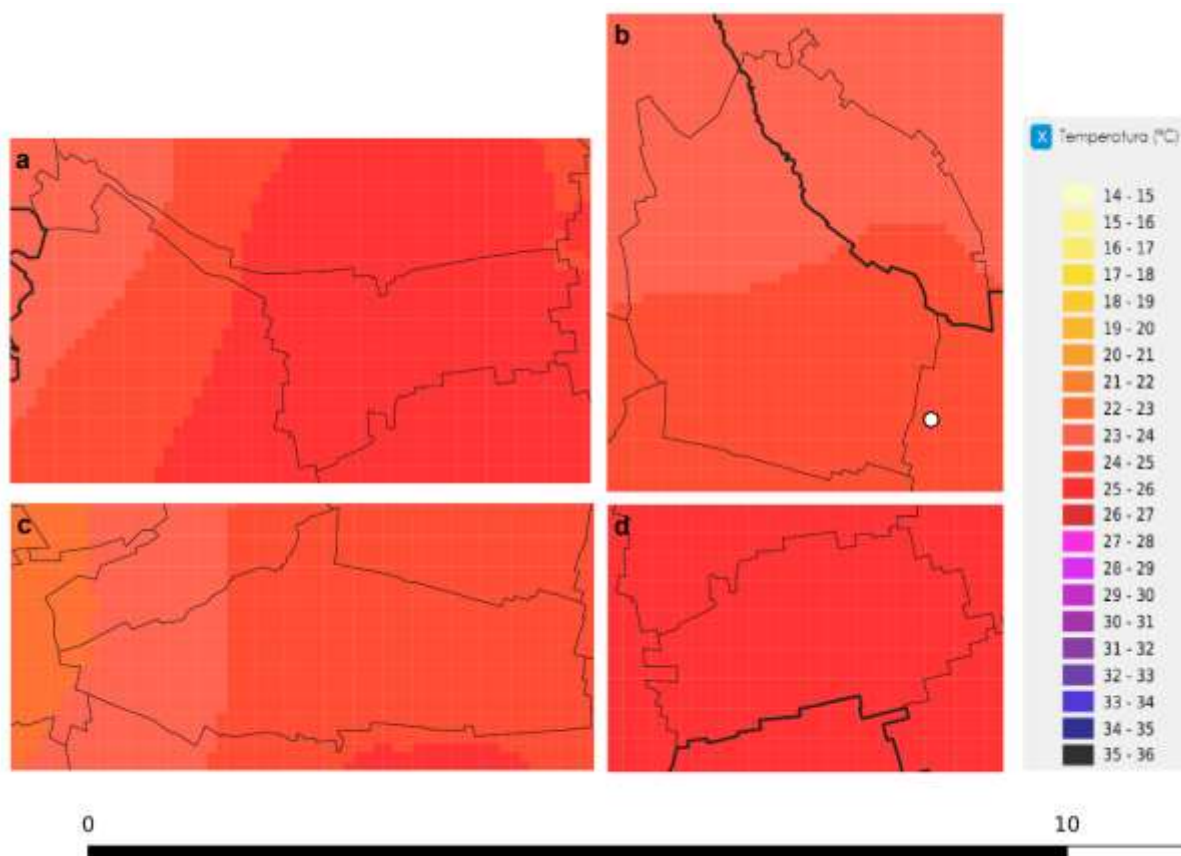 a
b
c
d
X Temperatura (°C)
14 - 15
15 - 16
16 - 17
17 - 18
18 - 19
19 - 20
20 - 21
21 - 22
22 - 23
23 - 24
24 - 25
25 - 26
26 - 27
27 - 28
28 - 29
29 - 30
30 - 31
31 - 32
32 - 33
33 - 34
34 - 35
35 - 36
0 10